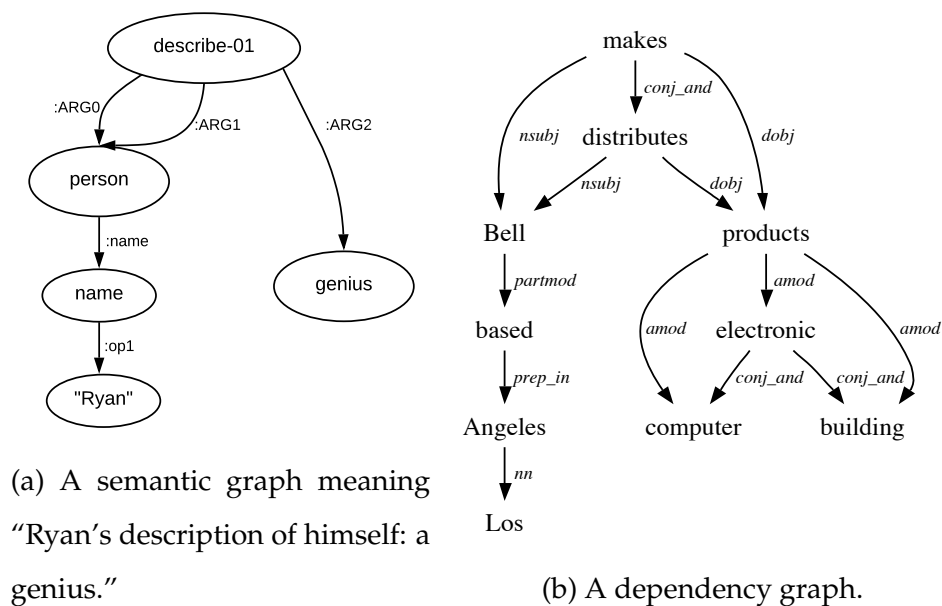 describe-01
:ARG0
:ARG1
:ARG2
person
:name
name
genius
:op1
"Ryan"
(a) A semantic graph meaning
“Ryan’s description of himself: a
genius.”
makes
conj_and
nsubj
distributes
dobj
nsubj
dobj
Bell
products
partmod
amod
based
amod
electronic
amod
prep_in
conj_and
conj_and
Angeles
computer
building
nn
Los
(b) A dependency graph.